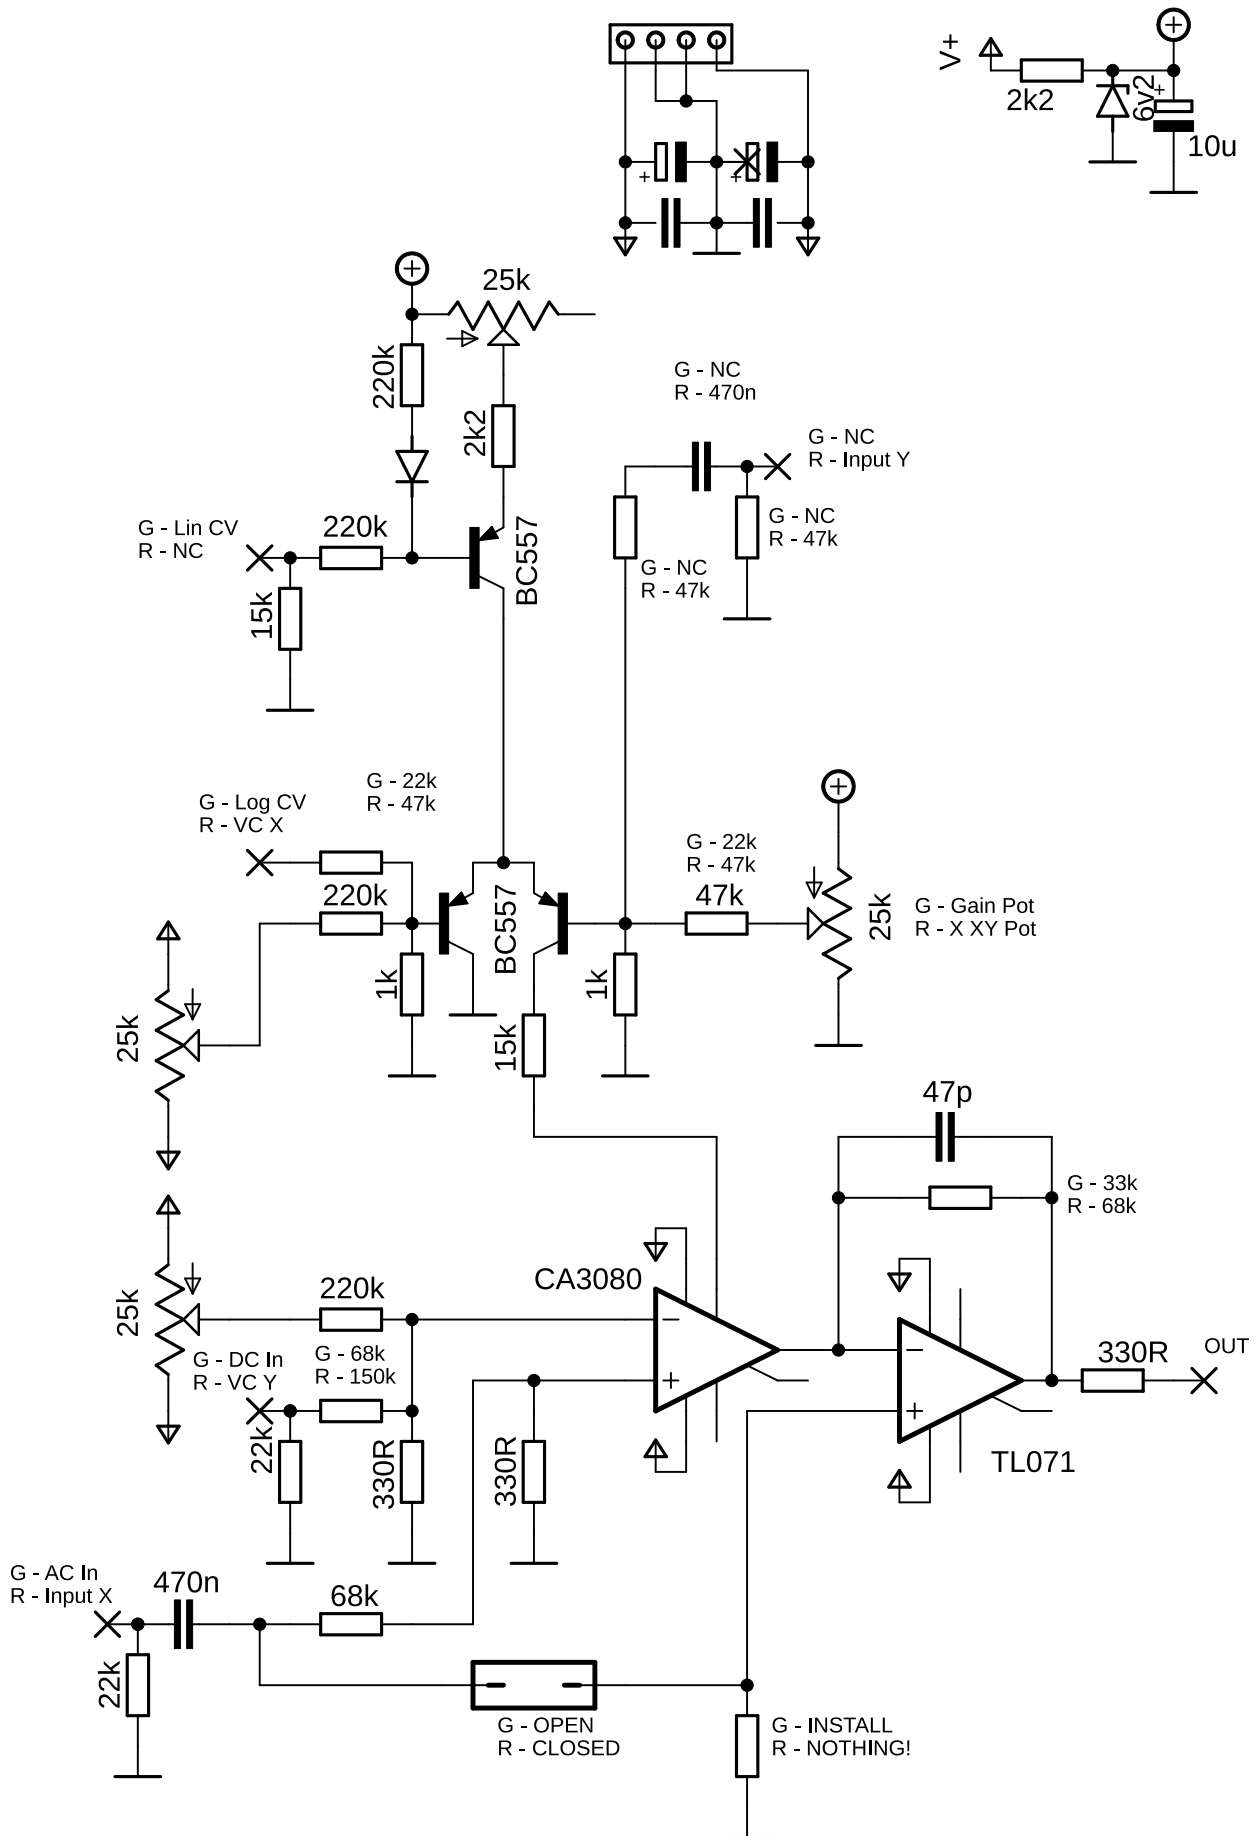 V+
2k2
6v2
+
10u
+
+
25k
220k
2k2
G - NC
R - 470n
G - NC
R - Input Y
G - Lin CV
R - NC
220k
BC557
G - NC
R - 47k
G - NC
R - 47k
15k
G - Log CV
R - VC X
G - 22k
R - 47k
220k
BC557
G - 22k
R - 47k
47k
25k
G - Gain Pot
R - X XY Pot
1k
1k
15k
25k
47p
G - 33k
R - 68k
CA3080
25k
220k
G - DC In
R - VC Y
G - 68k
R - 150k
330R
OUT
22k
330R
330R
TL071
G - AC In
R - Input X
470n
68k
22k
G - OPEN
R - CLOSED
G - INSTALL
R - NOTHING!